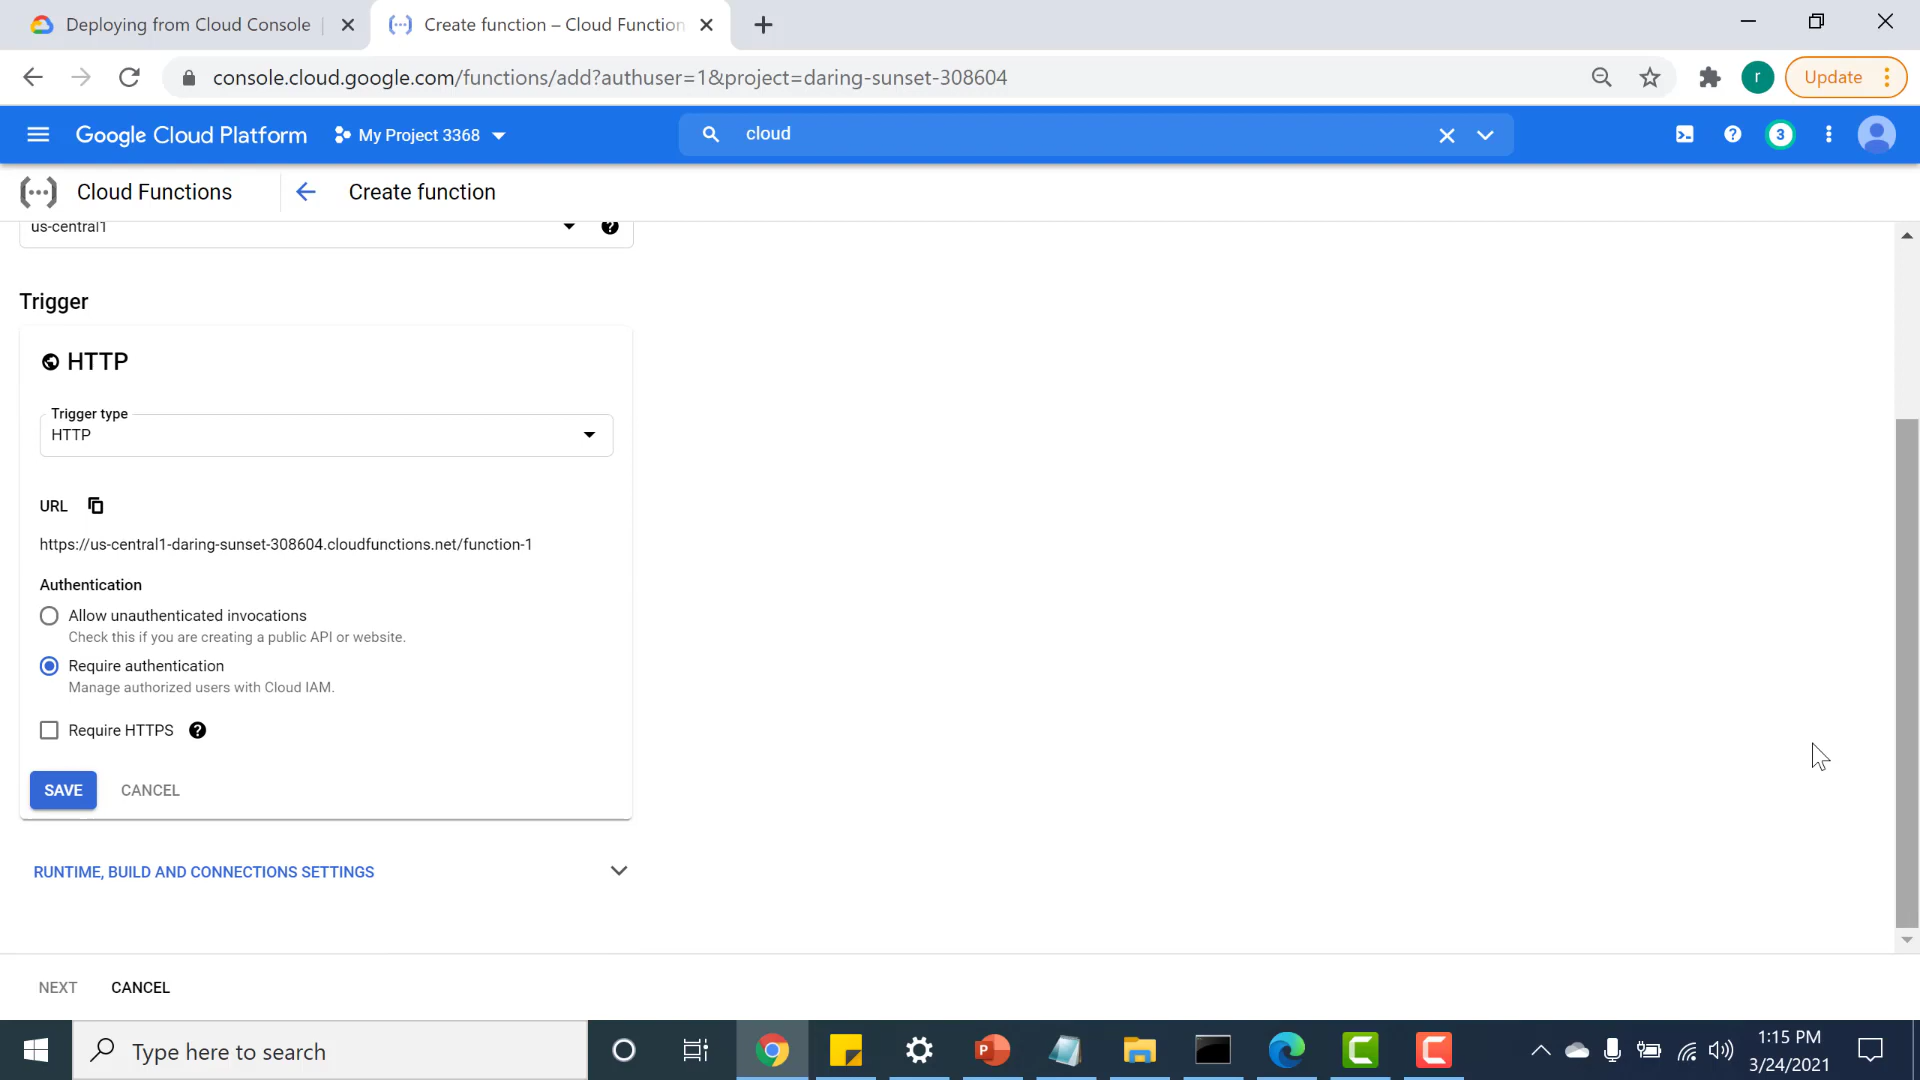 Deploying from Cloud Console
Create function – Cloud Function
console.cloud.google.com/functions/add?authuser=1&project=daring-sunset-308604
r
Update
Google Cloud Platform
My Project 3368
cloud
3
Cloud Functions
Create function
us-central1
Trigger
HTTP
Trigger type
HTTP
URL
https://us-central1-daring-sunset-308604.cloudfunctions.net/function-1
Authentication
Allow unauthenticated invocations
Check this if you are creating a public API or website.
Require authentication
Manage authorized users with Cloud IAM.
Require HTTPS
SAVE
CANCEL
RUNTIME, BUILD AND CONNECTIONS SETTINGS
NEXT
CANCEL
Type here to search
1:15 PM
3/24/2021